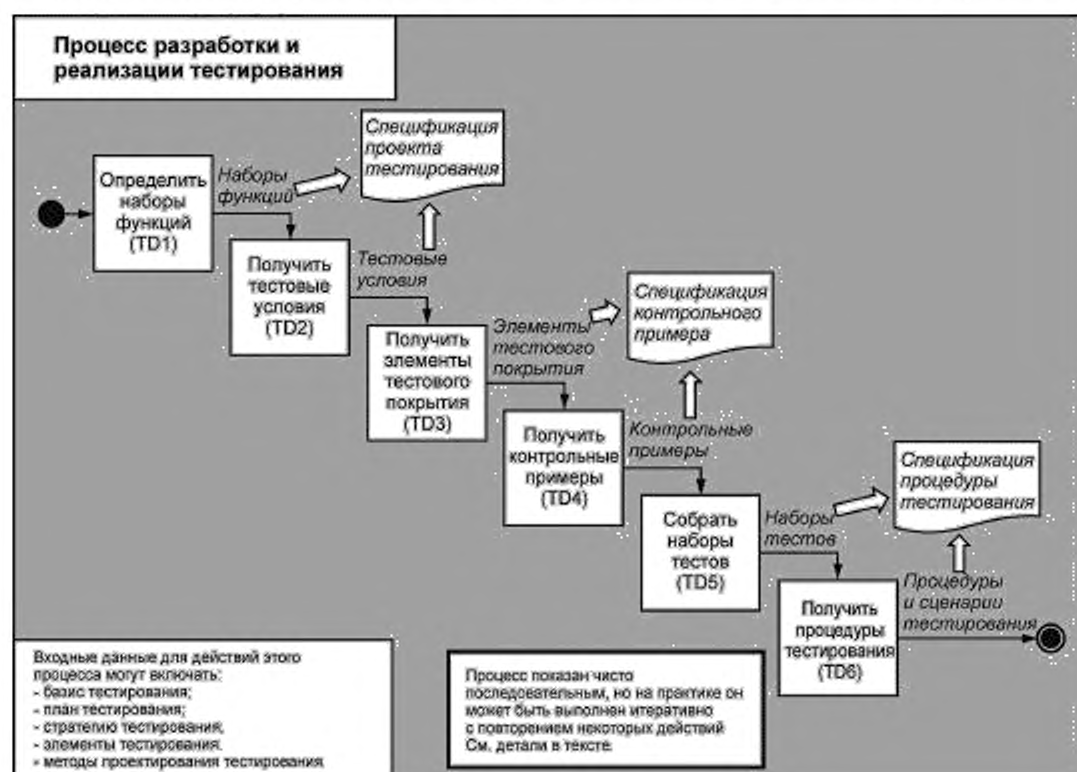 Процесс разработки и
реализации тестирования
Спецификация
проекта
тестирования
Определить
наборы
функций
(TD1)
Наборы
функций
Получить
тестовые
условия
(TD2)
Тестовые
условия
Спецификация
контрольного
примера
Получить
элементы
тестового
покрытия
(TD3)
Элементы
тестового
покрытия
Получить
контрольные
примеры
(TD4)
Контрольные
примеры
Спецификация
процедуры
тестирования
Собрать
наборы
тестов
(TD5)
Наборы
тестов
Получить
процедуры
тестирования
(TD6)
Процедуры
и сценарии
тестирования
Входные данные для действий этого
процесса могут включать:
- базис тестирования;
- план тестирования;
- стратегию тестирования;
- элементы тестирования.
- методы проектирования тестирования
Процесс показан чисто
последовательным, но на практике он
может быть выполнен итеративно
с повторением некоторых действий
См. детали в тексте.